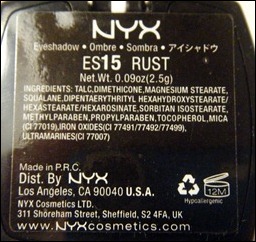 NYX
Eyeshadow • Ombre • Sombra • アイシャドウ
ES15 RUST
Net.Wt. 0.09oz(2.5g)
INGREDIENTS: TALC,DIMETHICONE,MAGNESIUM STEARATE,
SQUALANE,DIPENTAERYTHRITYL HEXAHYDROXYSTEARATE/
HEXASTEARATE/HEXAROSINATE, SORBITAN ISOSTEARATE,
METHYLPARABEN,PROPYLPARABEN,TOCOPHEROL,MICA
(CI 77019),IRON OXIDES(CI 77491/77492/77499),
ULTRAMARINES(CI 77007)
Made in P.R.C.
Dist. By NYX
Los Angeles, CA 90040 U.S.A.
12M
Hypoallergenic
NYX Cosmetics LTD.
311 Shoreham Street, Sheffield, S2 4FA, UK
www.NYXcosmetics.com